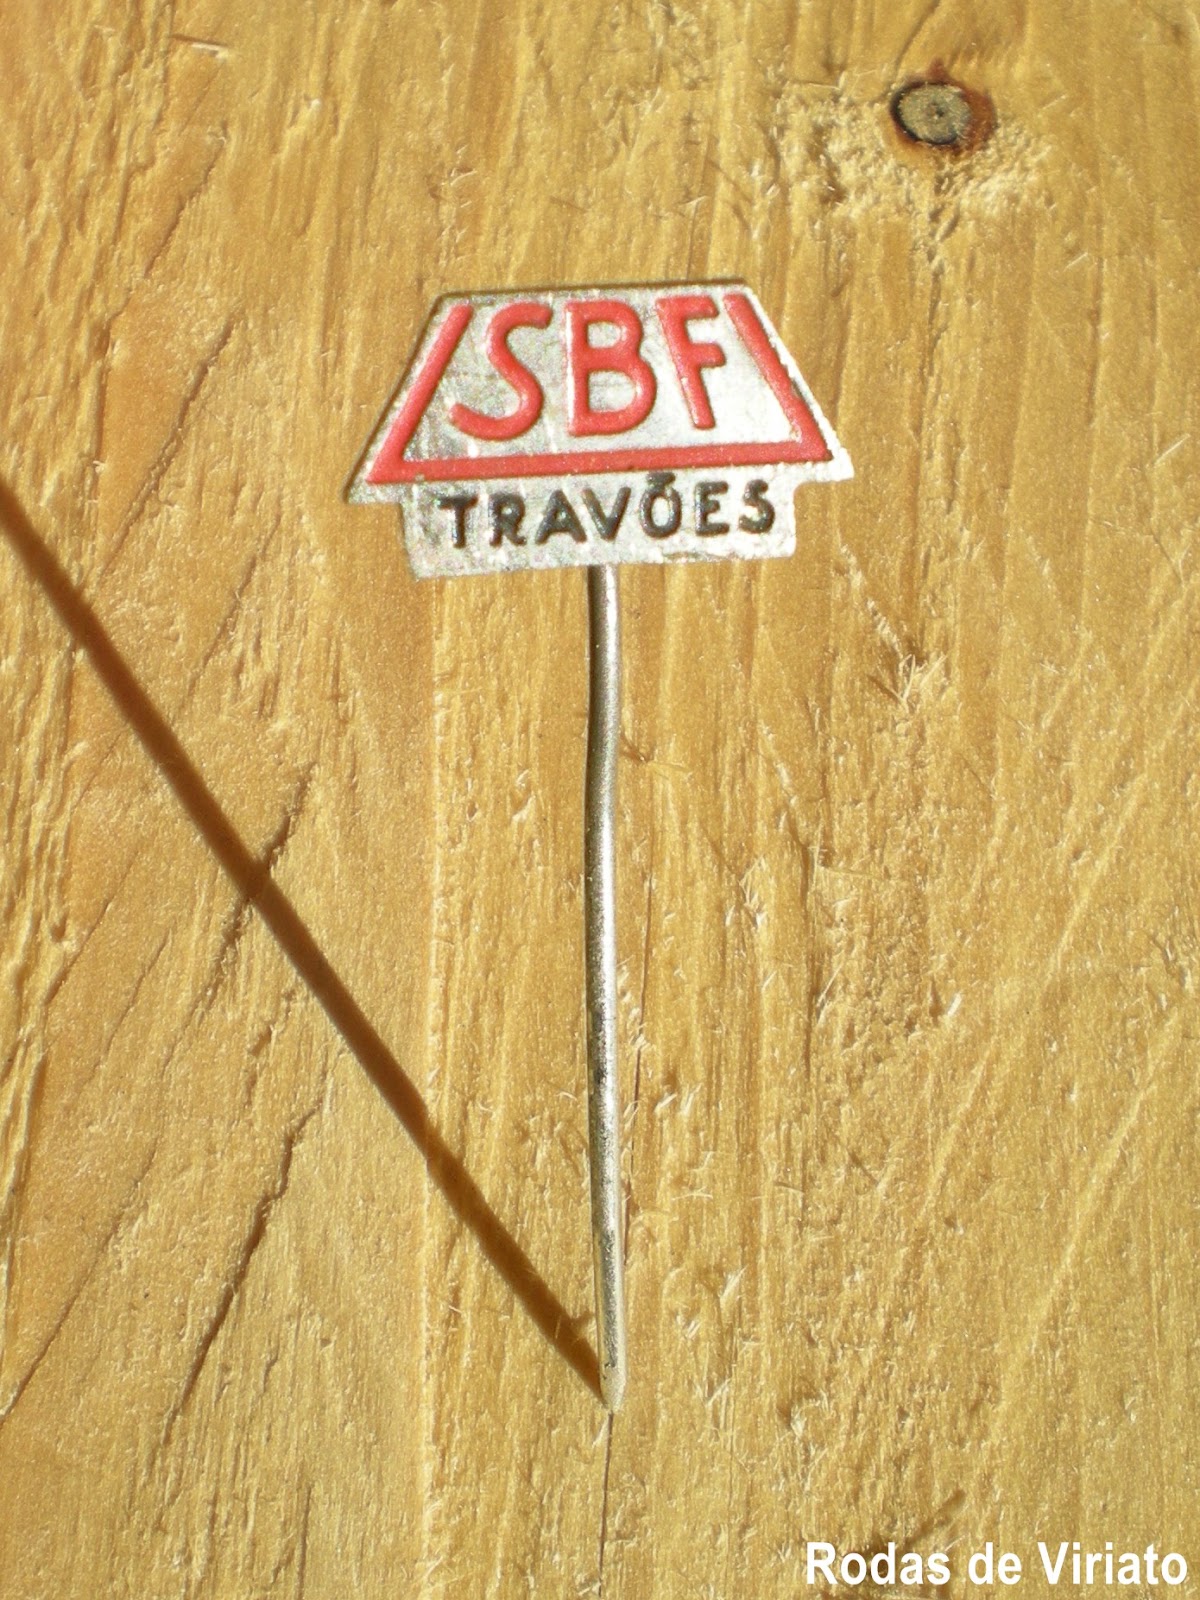 SBF
TRAVÕES
Rodas de Viriato